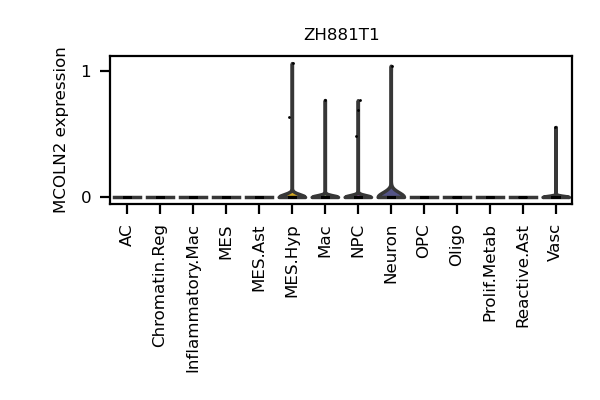 ZH881T1
MCOLN2 expression
1
0
AC
Chromatin.Reg
Inflammatory.Mac
MES
MES.Ast
MES.Hyp
Mac
NPC
Neuron
OPC
Oligo
Prolif.Metab
Reactive.Ast
Vasc